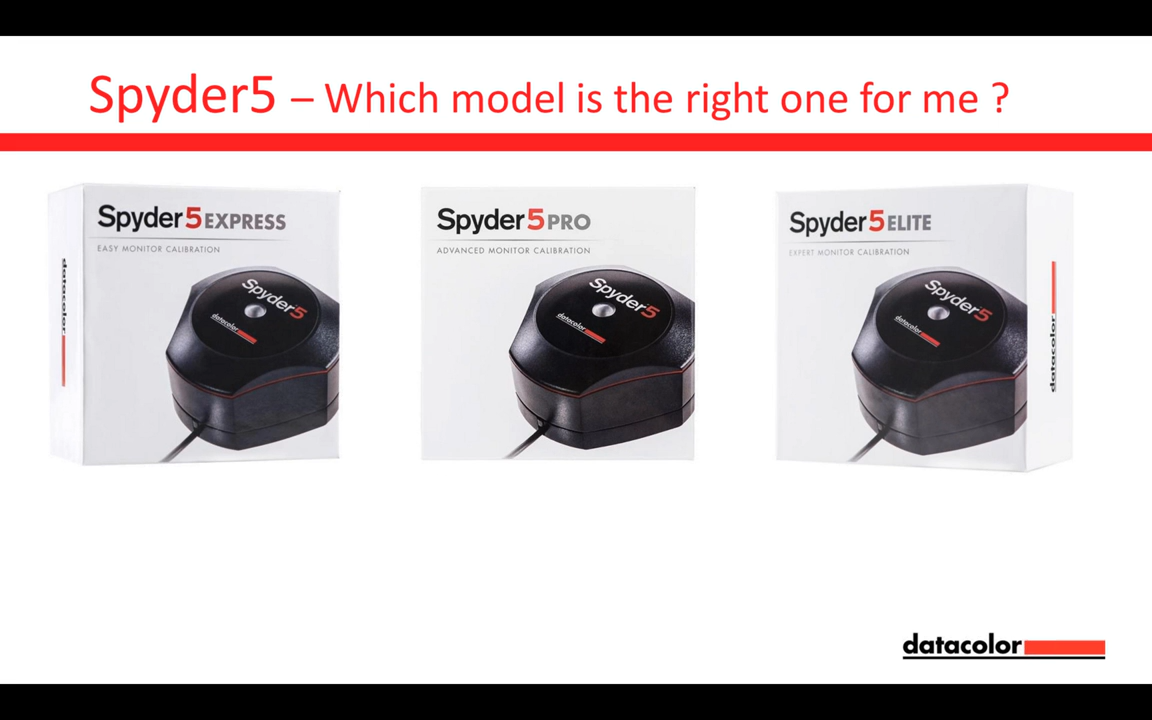 Spyder5 – Which model is the right one for me ?
Spyder5EXPRESS
EASY MONITOR CALIBRATION
datacolor
Spyder5
datacolor
Spyder5PRO
ADVANCED MONITOR CALIBRATION
Spyder5
datacolor
Spyder5ELITE
EXPERT MONITOR CALIBRATION
Spyder5
datacolor
datacolor
datacolor